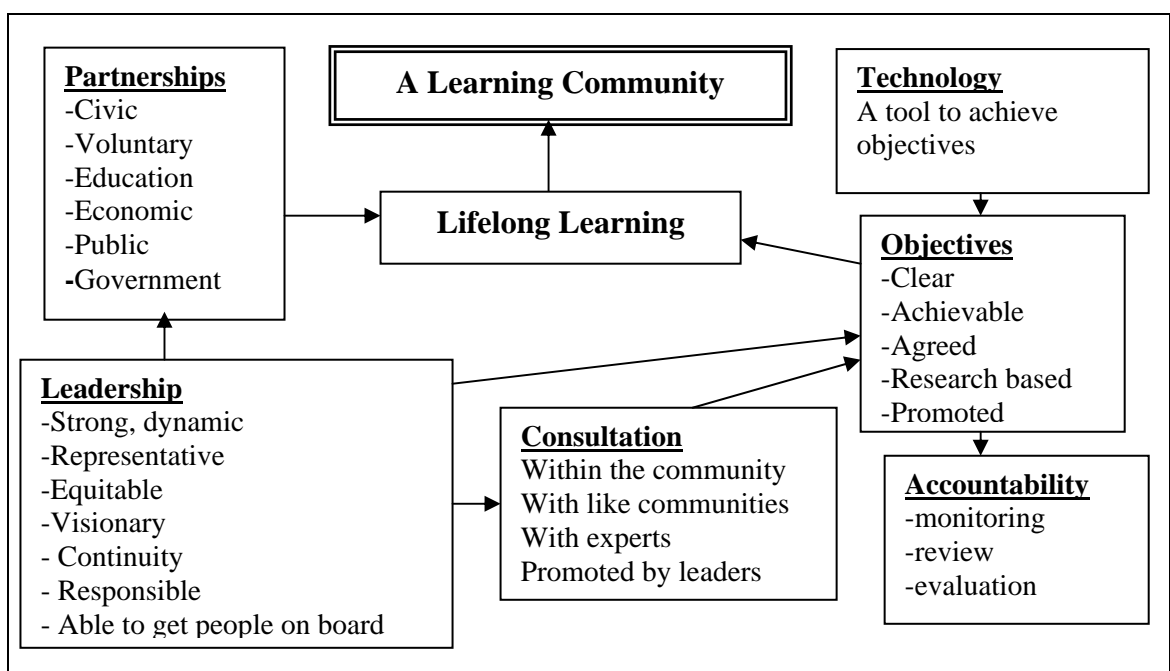 Partnerships
-Civic
-Voluntary
-Education
-Economic
-Public
-Government
A Learning Community
Technology
A tool to achieve
objectives
Lifelong Learning
Objectives
-Clear
-Achievable
-Agreed
-Research based
-Promoted
Leadership
-Strong, dynamic
-Representative
-Equitable
-Visionary
- Continuity
- Responsible
- Able to get people on board
Consultation
Within the community
With like communities
With experts
Promoted by leaders
Accountability
-monitoring
-review
-evaluation